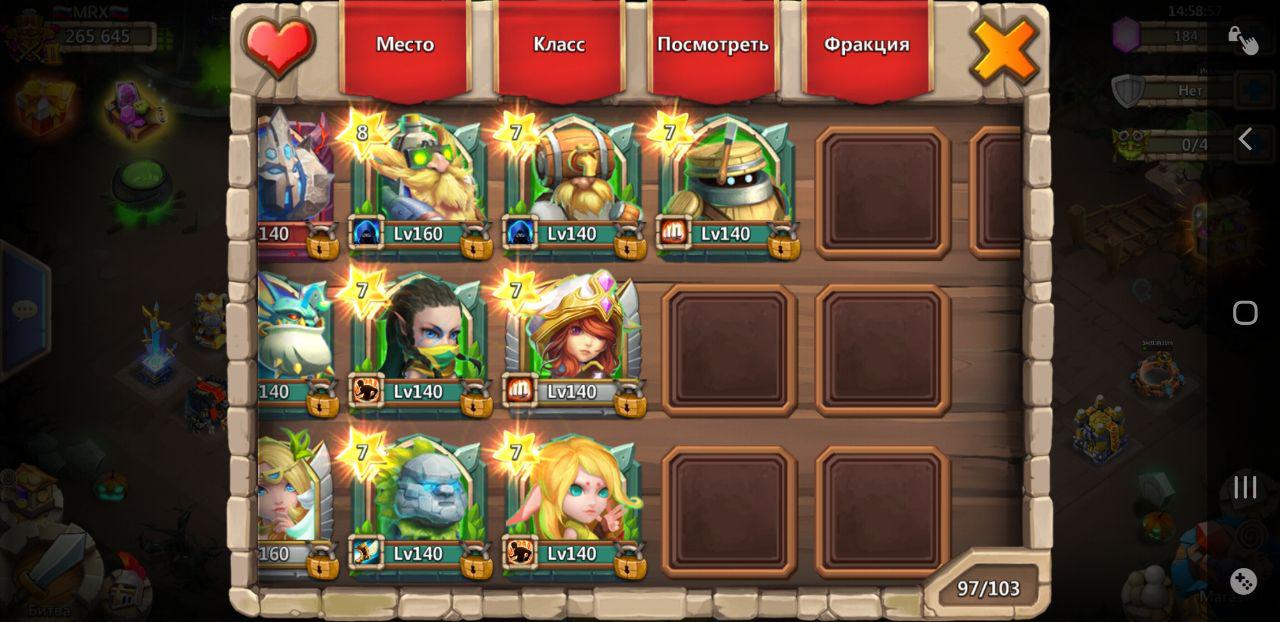 MRX
265 645
Место
Класс
Посмотреть
Фракция
14:58:57
184
Нет
0/4
140
8
Lv160
7
Lv140
7
Lv140
140
7
Lv140
7
Lv140
160
7
Lv140
7
Lv140
97/103
Битва